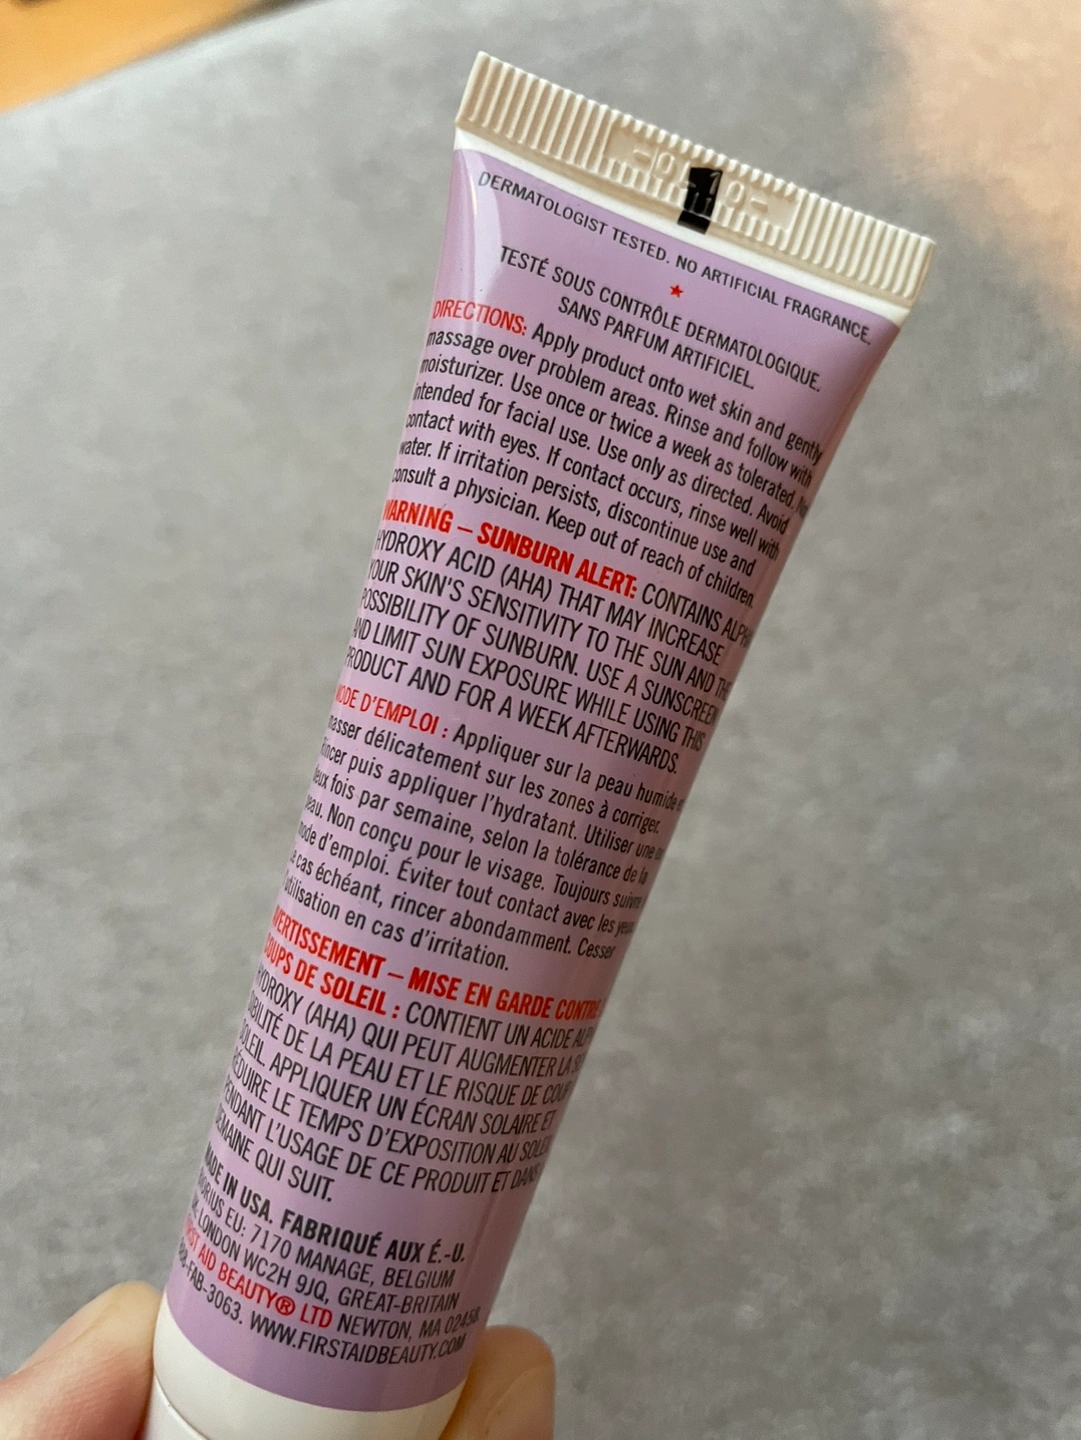 DERMATOLOGIST TESTED. NO ARTIFICIAL FRAGRANCE.
TESTÉ SOUS CONTRÔLE DERMATOLOGIQUE.
SANS PARFUM ARTIFICIEL.
DIRECTIONS: Apply product onto wet skin and gently
massage over problem areas. Rinse and follow with
moisturizer. Use once or twice a week as tolerated. Not
intended for facial use. Use only as directed. Avoid
contact with eyes. If contact occurs, rinse well with
water. If irritation persists, discontinue use and
consult a physician. Keep out of reach of children.
WARNING – SUNBURN ALERT: CONTAINS ALPHA
HYDROXY ACID (AHA) THAT MAY INCREASE
YOUR SKIN'S SENSITIVITY TO THE SUN AND THE
POSSIBILITY OF SUNBURN. USE A SUNSCREEN
AND LIMIT SUN EXPOSURE WHILE USING THIS
PRODUCT AND FOR A WEEK AFTERWARDS.
MODE D'EMPLOI : Appliquer sur la peau humide et
masser délicatement sur les zones à corriger.
Rincer puis appliquer l'hydratant. Utiliser une ou
deux fois par semaine, selon la tolérance de la
peau. Non conçu pour le visage. Toujours suivre
mode d'emploi. Éviter tout contact avec les yeux.
Le cas échéant, rincer abondamment. Cesser
l'utilisation en cas d'irritation.
AVERTISSEMENT – MISE EN GARDE CONTRE
COUPS DE SOLEIL : CONTIENT UN ACIDE ALPHA
HYDROXY (AHA) QUI PEUT AUGMENTER LA
DE LA PEAU ET LE RISQUE DE COUP
SOLEIL. APPLIQUER UN ÉCRAN SOLAIRE ET
RÉDUIRE LE TEMPS D'EXPOSITION AU SOLEIL
PENDANT L'USAGE DE CE PRODUIT ET DANS
SEMAINE QUI SUIT.
MADE IN USA. FABRIQUÉ AUX É.-U.
EU: 7170 MANAGE, BELGIUM
UK: LONDON WC2H 9JQ, GREAT-BRITAIN
FIRST AID BEAUTY® LTD NEWTON, MA 02458.
FAB-3063. WWW.FIRSTAIDBEAUTY.COM